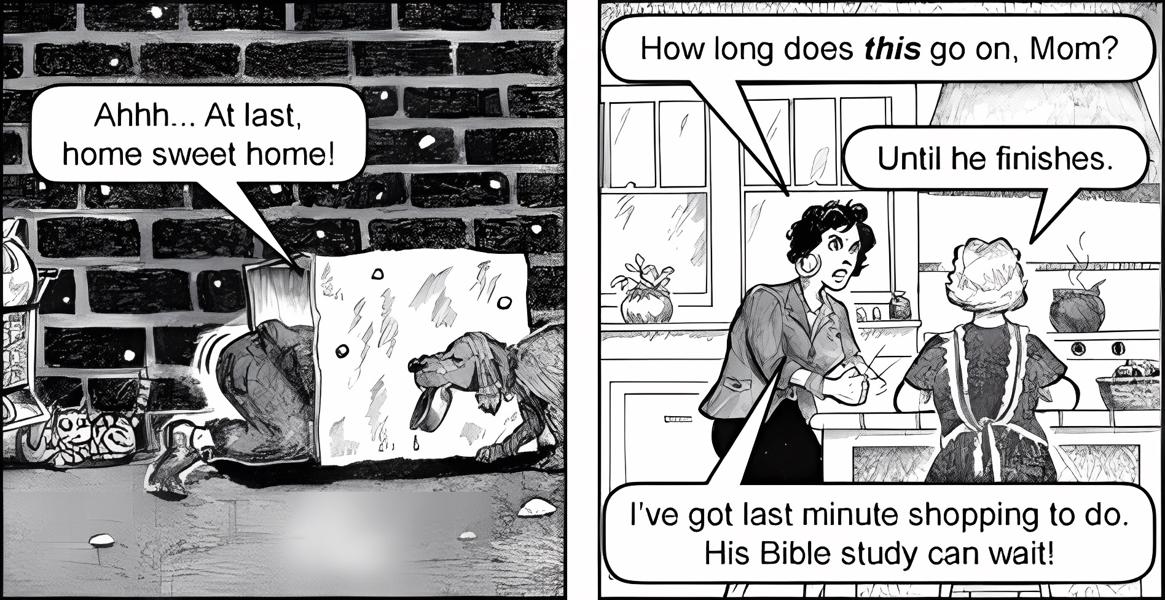 Ahhh... At last,
home sweet home!
How long does this go on, Mom?
Until he finishes.
I've got last minute shopping to do.
His Bible study can wait!